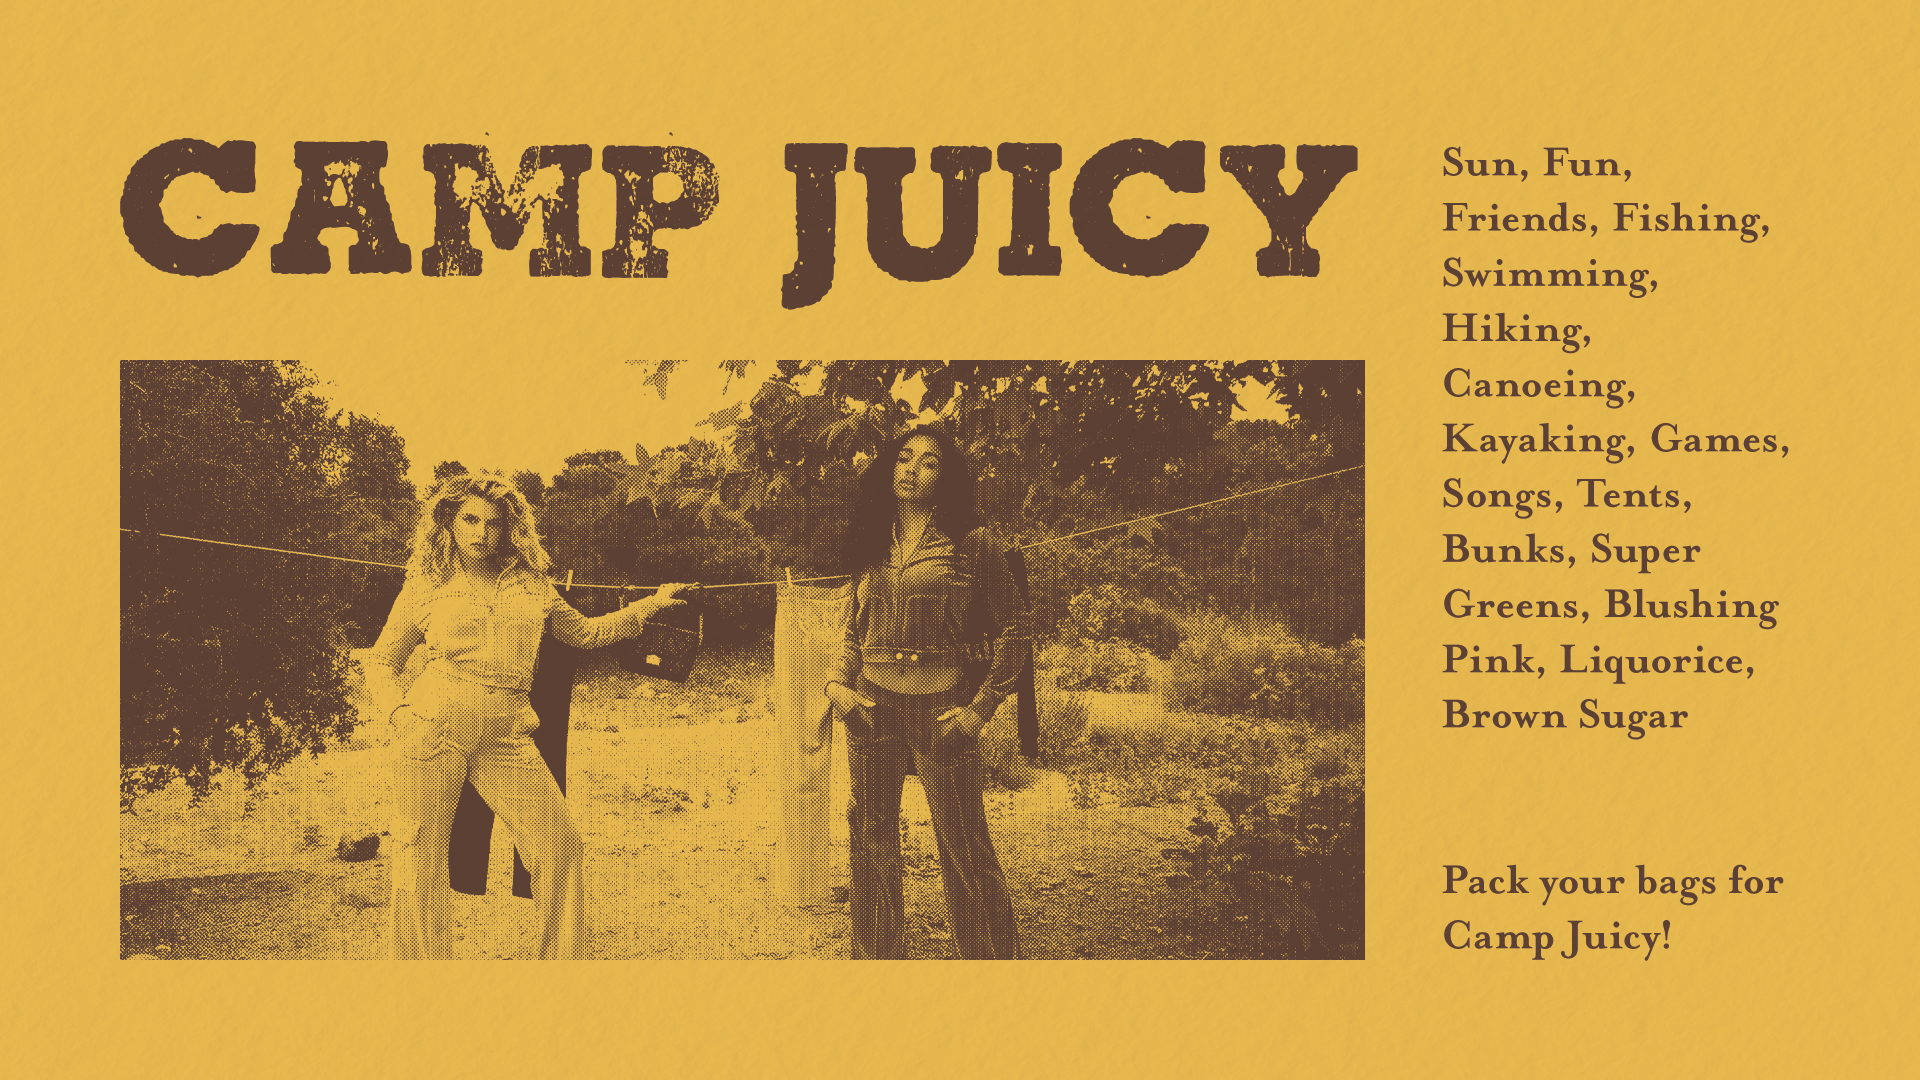 CAMP JUICY
Sun, Fun,
Friends, Fishing,
Swimming,
Hiking,
Canoeing,
Kayaking, Games,
Songs, Tents,
Bunks, Super
Greens, Blushing
Pink, Liquorice,
Brown Sugar
Pack your bags for
Camp Juicy!